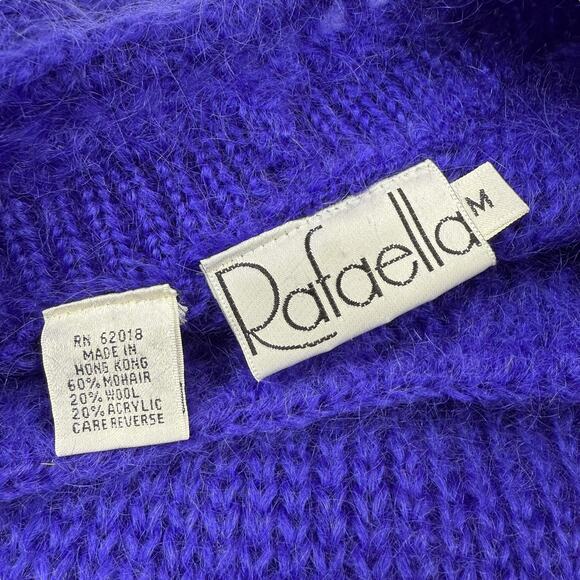 Rafaella
M
RN 62018
MADE IN
HONG KONG
60% MOHAIR
20% WOOL
20% ACRYLIC
CARE REVERSE